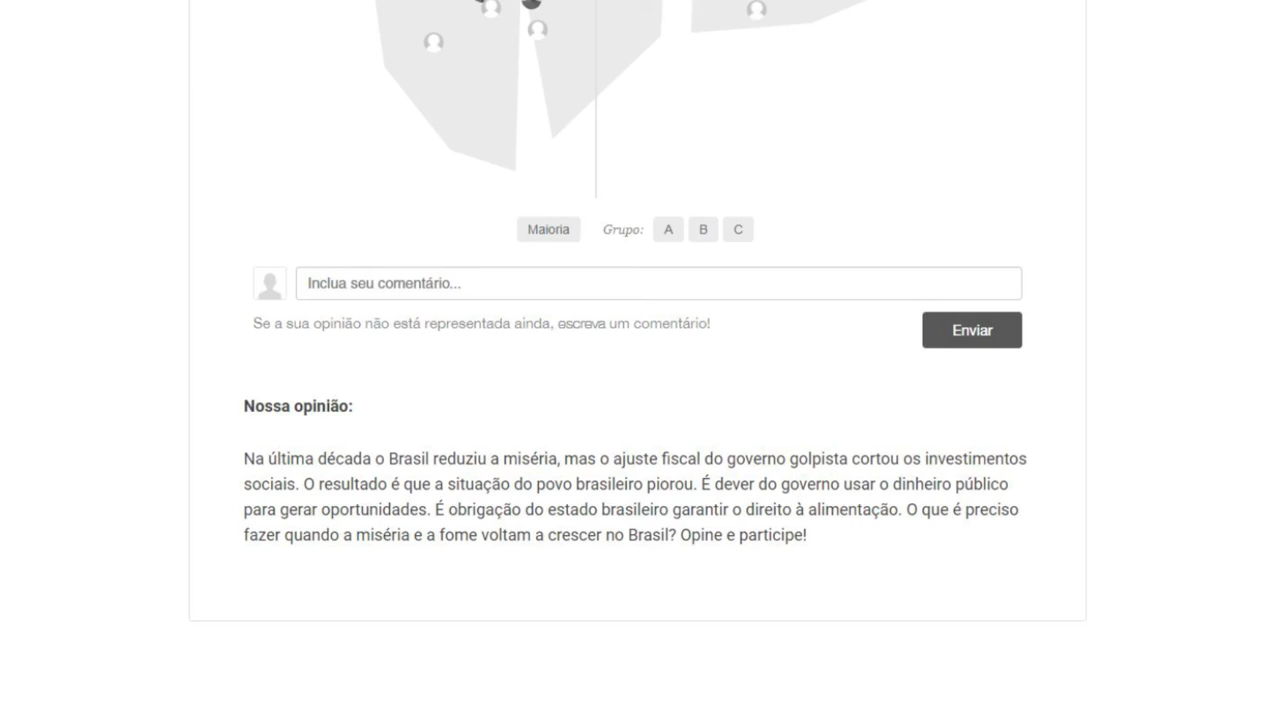 Maioria Grupo: A B C
Inclua seu comentário...
Se a sua opinião não está representada ainda, escreva um comentário!
Enviar
Nossa opinião:
Na última década o Brasil reduziu a miséria, mas o ajuste fiscal do governo golpista cortou os investimentos
sociais. O resultado é que a situação do povo brasileiro piorou. É dever do governo usar o dinheiro público
para gerar oportunidades. É obrigação do estado brasileiro garantir o direito à alimentação. O que é preciso
fazer quando a miséria e a fome voltam a crescer no Brasil? Opine e participe!